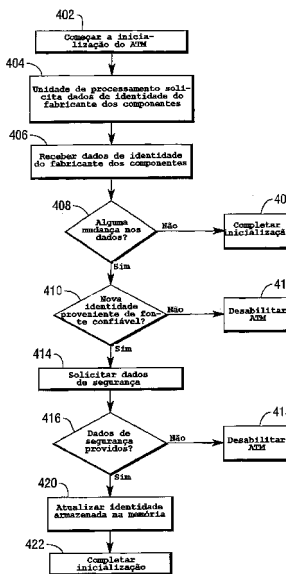 402
Começar a inicia-
lização do ATM
404
Unidade de processamento soli-
cita dados de identidade do
fabricante dos componentes
406
Receber dados de identidade
do fabricante dos componentes
408
Alguma
mudança nos
dados?
Não
Completar
inicialização
Sim
410
Nova
identidade
proveniente de fon-
te confiável?
Não
Desabilitar
ATM
Sim
414
Solicitar dados
de segurança
416
Dados de
segurança
providos?
Não
Desabilitar
ATM
Sim
420
Atualizar identidade
armazenada na memória
422
Completar
inicialização